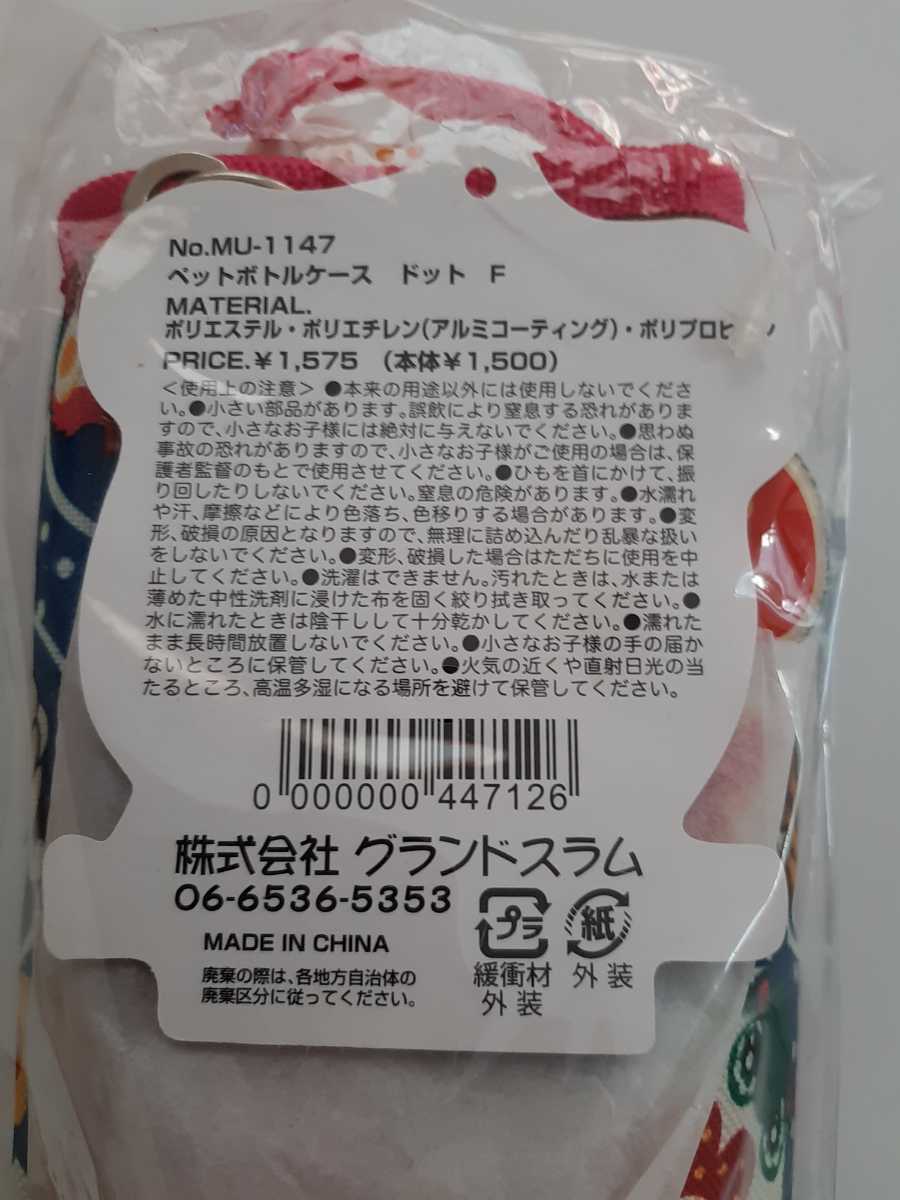 No.MU-1147
ペットボトルケース ドット F
MATERIAL.
ポリエステル・ポリエチレン(アルミコーティング)・
PRICE.¥1,575 (本体¥1,500)
<使用上の注意> ●本来の用途以外には使用しないでくださ
い。●小さい部品があります。誤飲により窒息する恐れがありま
すので、小さなお子様には絶対に与えないでください。●思わぬ
事故の恐れがありますので、小さなお子様がご使用の場合は、保
護者監督のもとで使用させてください。●ひもを首にかけて、振
り回したりしないでください。窒息の危険があります。●水濡れ
や汗、摩擦などにより色落ち、色移りする場合があります。●変
形、破損の原因となりますので、無理に詰め込んだり乱暴な扱い
をしないでください。●変形、破損した場合はただちに使用を中
止してください。●洗濯はできません。汚れたときは、水または
薄めた中性洗剤に浸けた布を固く絞り拭き取ってください。●
水に濡れたときは陰干しして十分乾かしてください。●濡れた
まま長時間放置しないでください。●小さなお子様の手の届か
ないところに保管してください。●火気の近くや直射日光の当
たるところ、高温多湿になる場所を避けて保管してください。
0 000000 447126
株式会社 グランドスラム
06-6536-5353
MADE IN CHINA
廃棄の際は、各地方自治体の
廃棄区分に従ってください。
プラ 紙
緩衝材 外装
外装